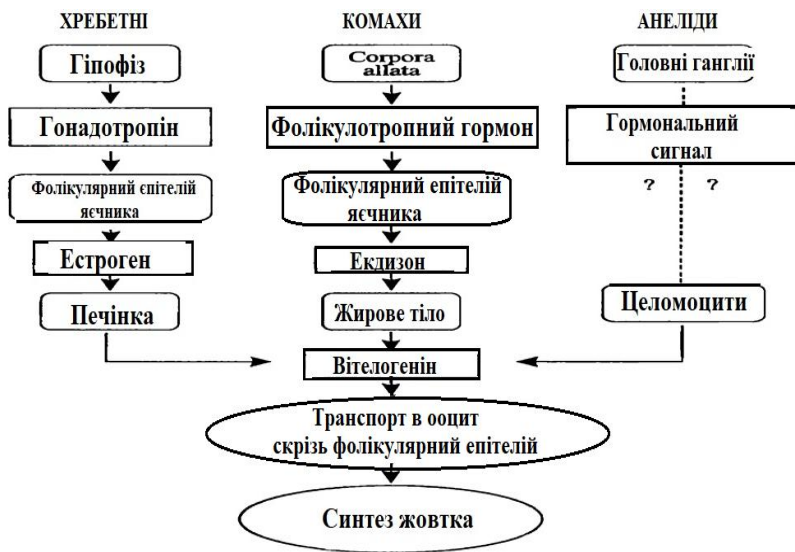 ХРЕБЕТНІ
Гіпофіз
Гонадотропін
Фолікулярний єпітелій
яєчника
Естроген
Печінка
КОМАХИ
Corpora
allata
Фолікулотропний гормон
Фолікулярний епітелій
яєчника
Екдизон
Жирове тіло
АНЕЛІДИ
Головні ганглії
Гормональний
сигнал
? ?
Целомоцити
Вітелогенін
Транспорт в ооцит
скрізь фолікулярний епітелій
Синтез жовтка